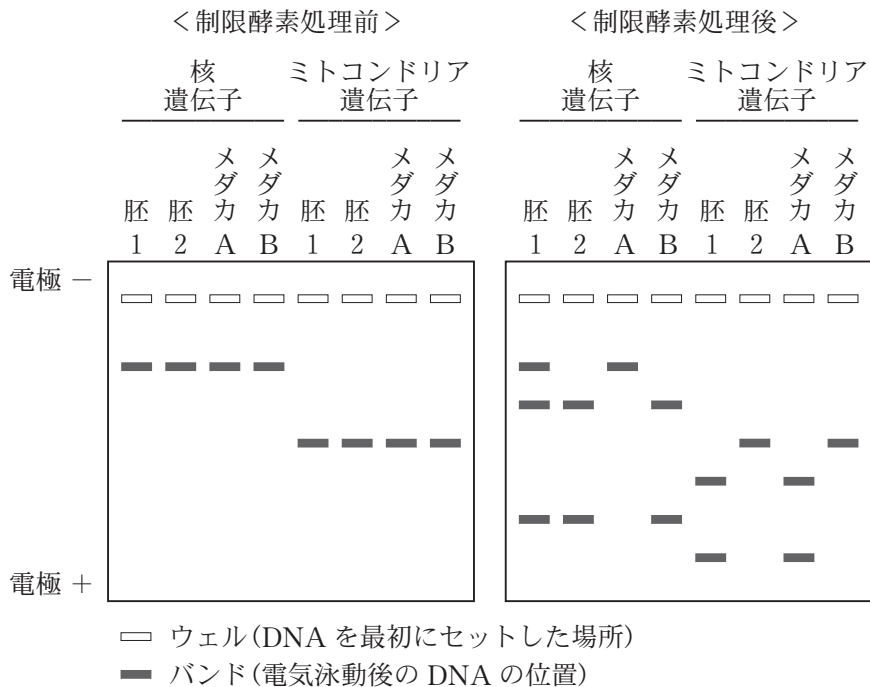 <制限酵素処理前> <制限酵素処理後>
核遺伝子 ミトコンドリア遺伝子 核遺伝子 ミトコンドリア遺伝子
胚1 胚2 メダカA メダカB 胚1 胚2 メダカA メダカB 胚1 胚2 メダカA メダカB 胚1 胚2 メダカA メダカB
電極 −
電極 +
ウェル(DNA を最初にセットした場所)
バンド(電気泳動後の DNA の位置)